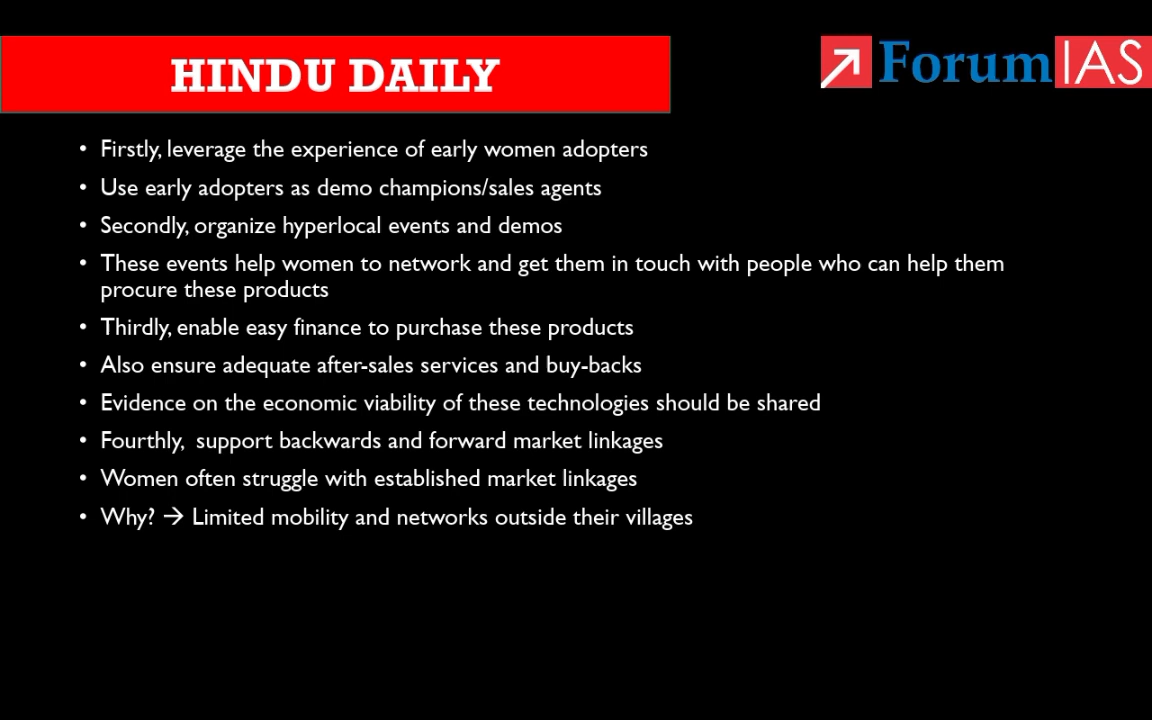 HINDU DAILY
ForumIAS
• Firstly, leverage the experience of early women adopters
• Use early adopters as demo champions/sales agents
• Secondly, organize hyperlocal events and demos
• These events help women to network and get them in touch with people who can help them
procure these products
• Thirdly, enable easy finance to purchase these products
• Also ensure adequate after-sales services and buy-backs
• Evidence on the economic viability of these technologies should be shared
• Fourthly,  support backwards and forward market linkages
• Women often struggle with established market linkages
• Why? → Limited mobility and networks outside their villages